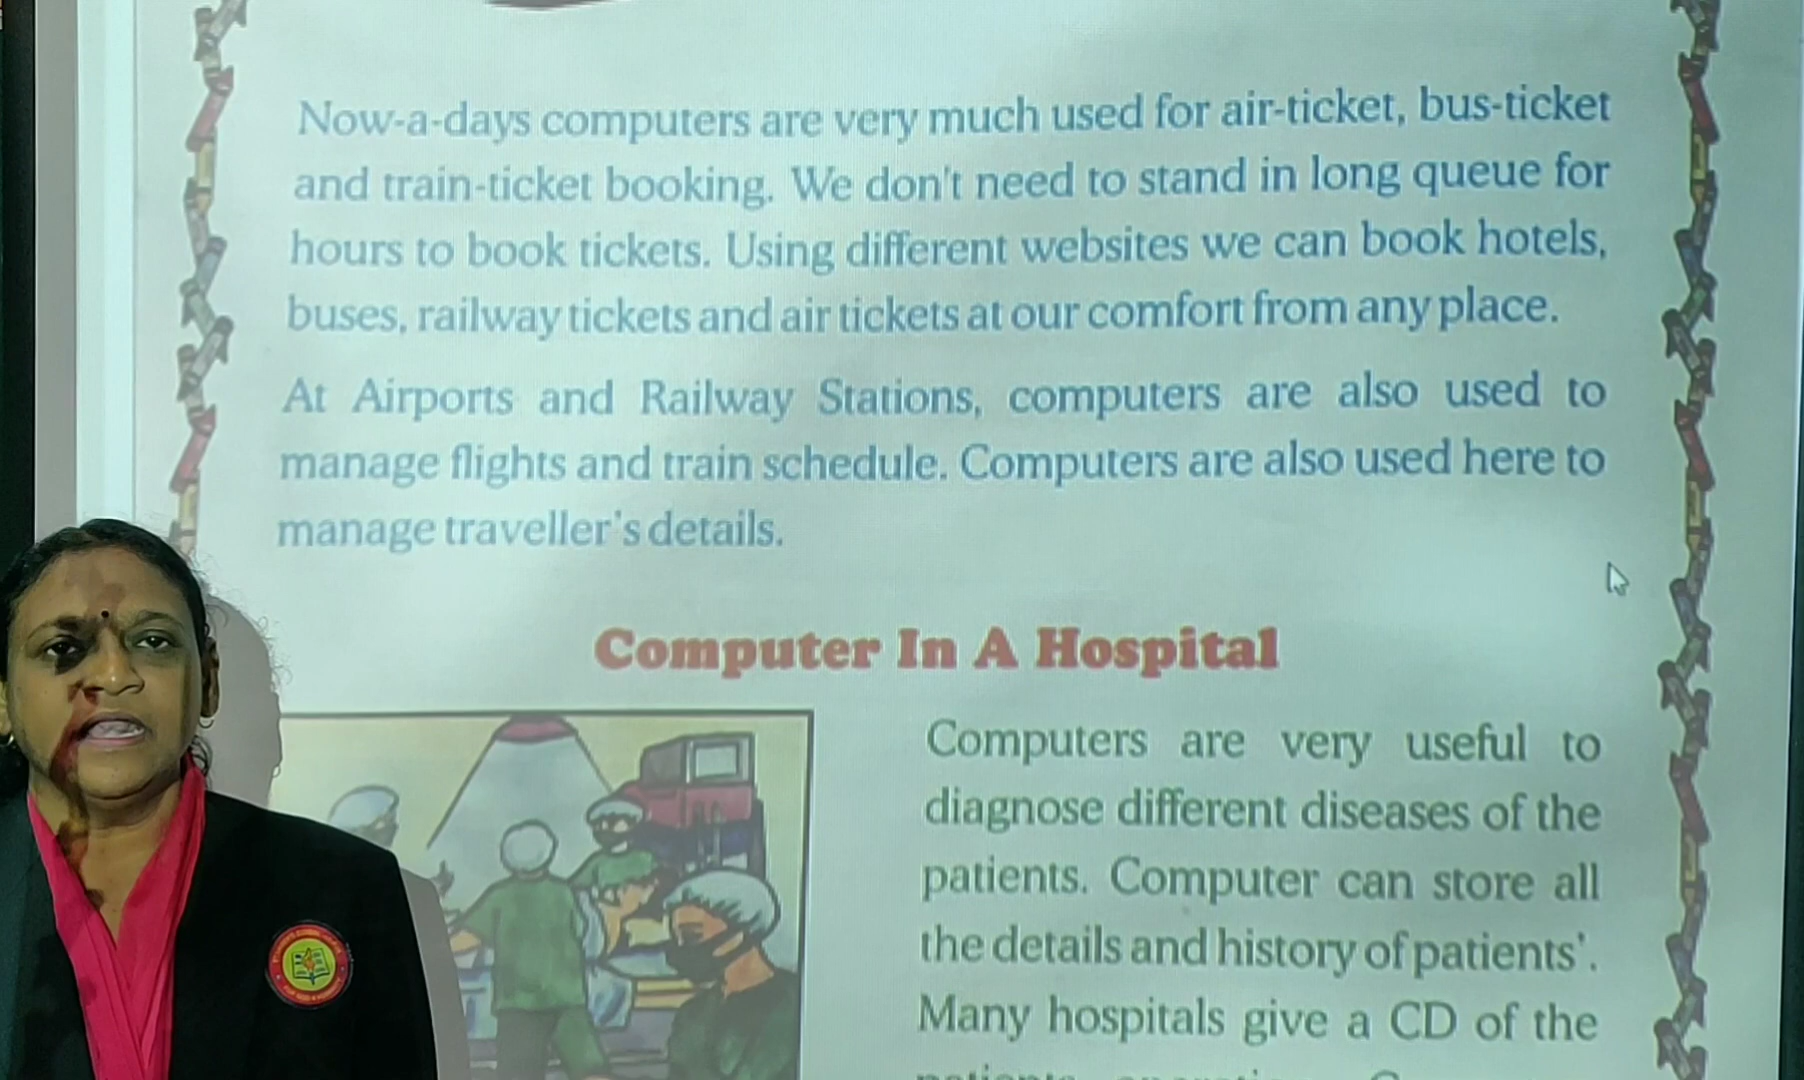 Now-a-days computers are very much used for air-ticket, bus-ticket
and train-ticket booking. We don't need to stand in long queue for
hours to book tickets. Using different websites we can book hotels,
buses, railway tickets and air tickets at our comfort from any place.
At Airports and Railway Stations, computers are also used to
manage flights and train schedule. Computers are also used here to
manage traveller's details.
Computer In A Hospital
Computers are very useful to
diagnose different diseases of the
patients. Computer can store all
the details and history of patients'.
Many hospitals give a CD of the